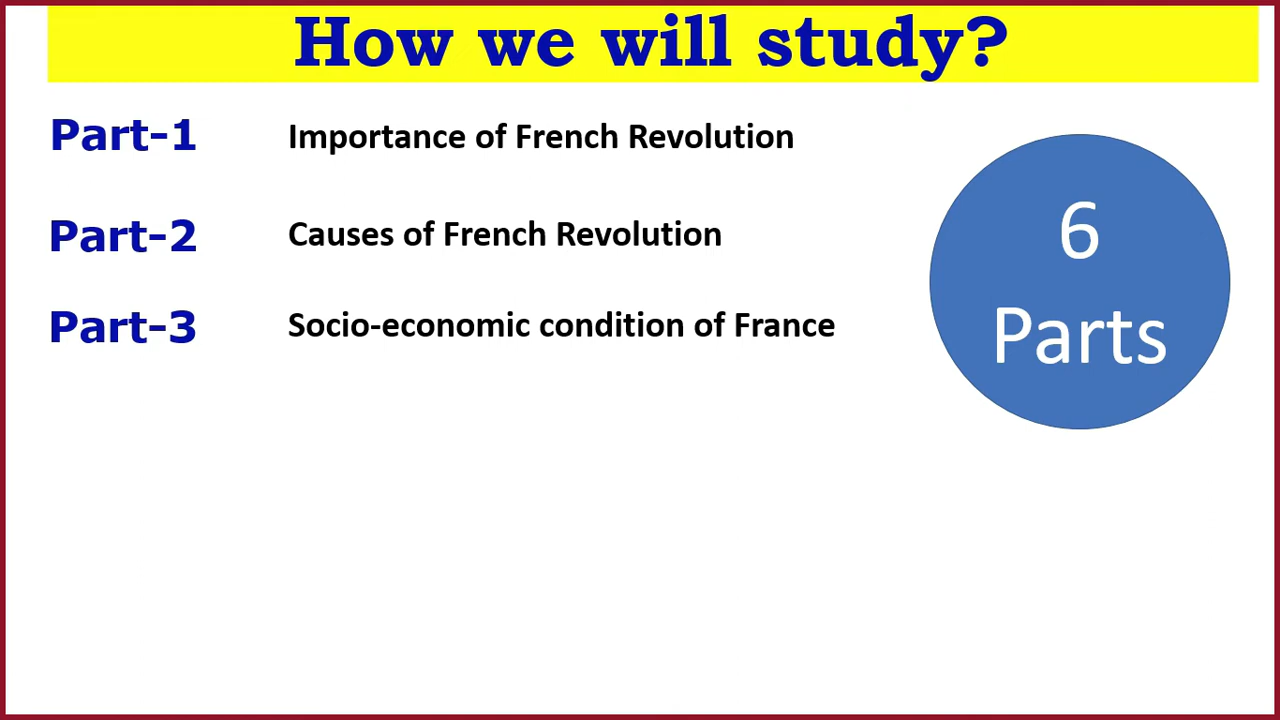 How we will study?
Part-1 Importance of French Revolution
Part-2 Causes of French Revolution
Part-3 Socio-economic condition of France
6
Parts